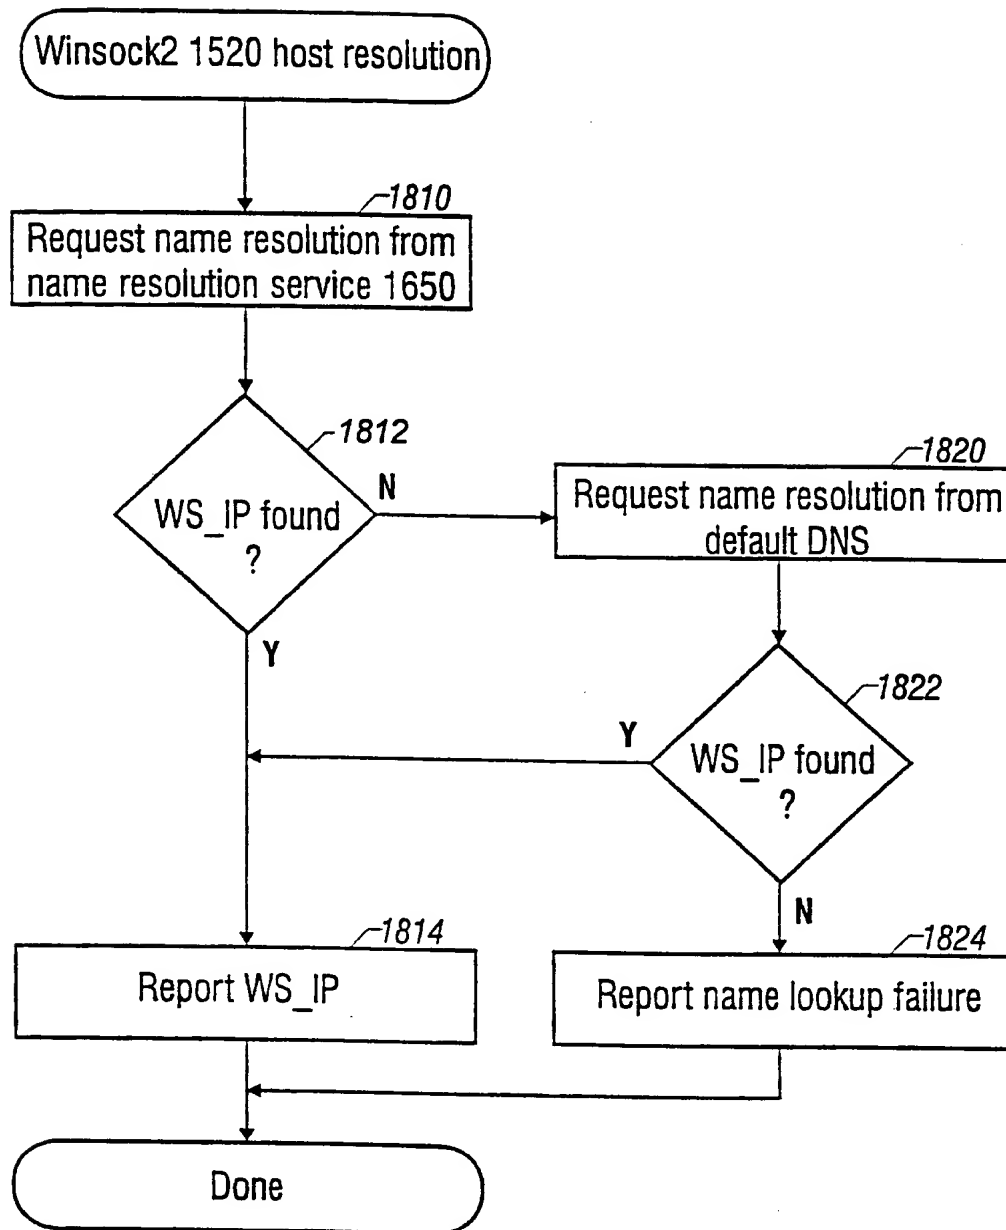 Winsock2 1520 host resolution
1810
Request name resolution from
name resolution service 1650
1812
WS_IP found
?
N
Y
1820
Request name resolution from
default DNS
1822
WS_IP found
?
Y
N
1814
Report WS_IP
1824
Report name lookup failure
Done